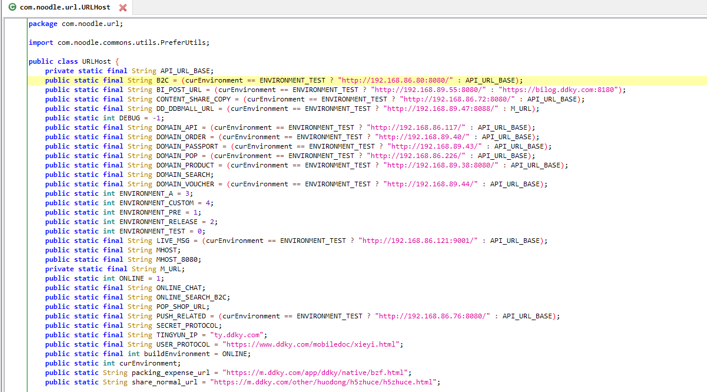 com.noodle.url.URLHost
package com.noodle.url;
import com.noodle.commons.utils.PreferUtils;
public class URLHost {
private static final String API_URL_BASE;
public static final String B2C = (curEnvironment == ENVIRONMENT_TEST ? "http://192.168.86.80:8080/" : API_URL_BASE);
public static final String BI_POST_URL = (curEnvironment == ENVIRONMENT_TEST ? "http://192.168.89.55:8080/" : "https://bilog.ddky.com:8180");
public static final String CONTENT_SHARE_COPY = (curEnvironment == ENVIRONMENT_TEST ? "http://192.168.86.72:8080/" : API_URL_BASE);
public static final String DD_DDBMALL_URL = (curEnvironment == ENVIRONMENT_TEST ? "http://192.168.89.47:8088/" : M_URL);
public static int DEBUG = -1;
public static final String DOMAIN_API = (curEnvironment == ENVIRONMENT_TEST ? "http://192.168.86.117/" : API_URL_BASE);
public static final String DOMAIN_ORDER = (curEnvironment == ENVIRONMENT_TEST ? "http://192.168.89.40/" : API_URL_BASE);
public static final String DOMAIN_PASSPORT = (curEnvironment == ENVIRONMENT_TEST ? "http://192.168.89.43/" : API_URL_BASE);
public static final String DOMAIN_POP = (curEnvironment == ENVIRONMENT_TEST ? "http://192.168.86.226/" : API_URL_BASE);
public static final String DOMAIN_PRODUCT = (curEnvironment == ENVIRONMENT_TEST ? "http://192.168.89.38:8080/" : API_URL_BASE);
public static final String DOMAIN_SEARCH;
public static final String DOMAIN_VOUCHER = (curEnvironment == ENVIRONMENT_TEST ? "http://192.168.89.44/" : API_URL_BASE);
public static int ENVIRONMENT_A = 3;
public static int ENVIRONMENT_CUSTOM = 4;
public static int ENVIRONMENT_PRE = 1;
public static int ENVIRONMENT_RELEASE = 2;
public static int ENVIRONMENT_TEST = 0;
public static final String LIVE_MSG = (curEnvironment == ENVIRONMENT_TEST ? "http://192.168.86.121:9001/" : API_URL_BASE);
public static final String MHOST;
public static final String MHOST_8080;
private static final String M_URL;
public static int ONLINE = 1;
public static final String ONLINE_CHAT;
public static final String ONLINE_SEARCH_B2C;
public static final String POP_SHOP_URL;
public static final String PUSH_RELATED = (curEnvironment == ENVIRONMENT_TEST ? "http://192.168.86.76:8080/" : API_URL_BASE);
public static final String SECRET_PROTOCOL;
public static final String TINGYUN_IP = "ty.ddky.com";
public static final String USER_PROTOCOL = "https://www.ddky.com/mobiledoc/xieyi.html";
public static final int buildEnvironment = ONLINE;
public static int curEnvironment;
public static String packing_expense_url = "https://m.ddky.com/app/ddky/native/bzf.html";
public static String share_normal_url = "https://m.ddky.com/other/huodong/h5zhuce/h5zhuce.html";